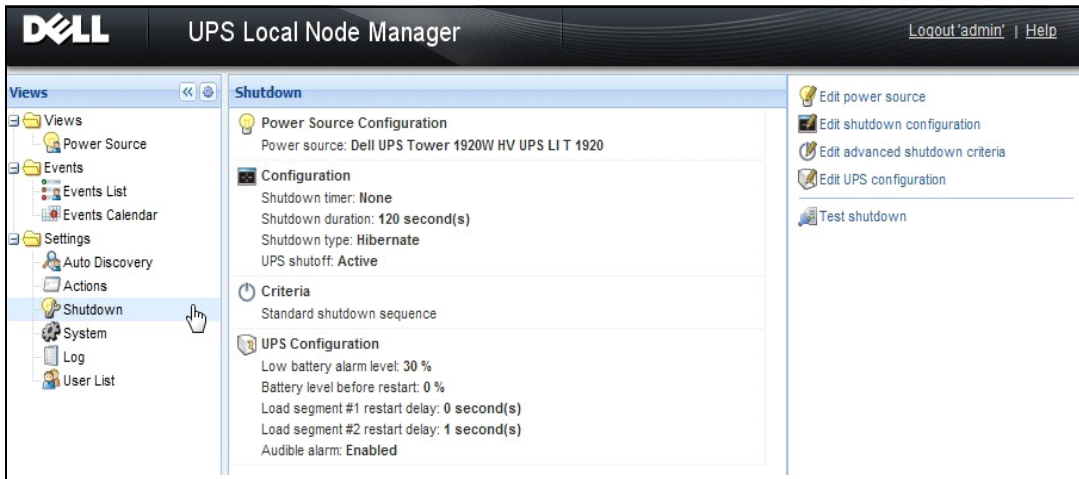 DELL UPS Local Node Manager Logout 'admin' | Help
Views
Views
Power Source
Events
Events List
Events Calendar
Settings
Auto Discovery
Actions
Shutdown
System
Log
User List
Shutdown
Power Source Configuration
Power source: Dell UPS Tower 1920W HV UPS LI T 1920
Configuration
Shutdown timer: None
Shutdown duration: 120 second(s)
Shutdown type: Hibernate
UPS shutoff: Active
Criteria
Standard shutdown sequence
UPS Configuration
Low battery alarm level: 30 %
Battery level before restart: 0 %
Load segment #1 restart delay: 0 second(s)
Load segment #2 restart delay: 1 second(s)
Audible alarm: Enabled
Edit power source
Edit shutdown configuration
Edit advanced shutdown criteria
Edit UPS configuration
Test shutdown